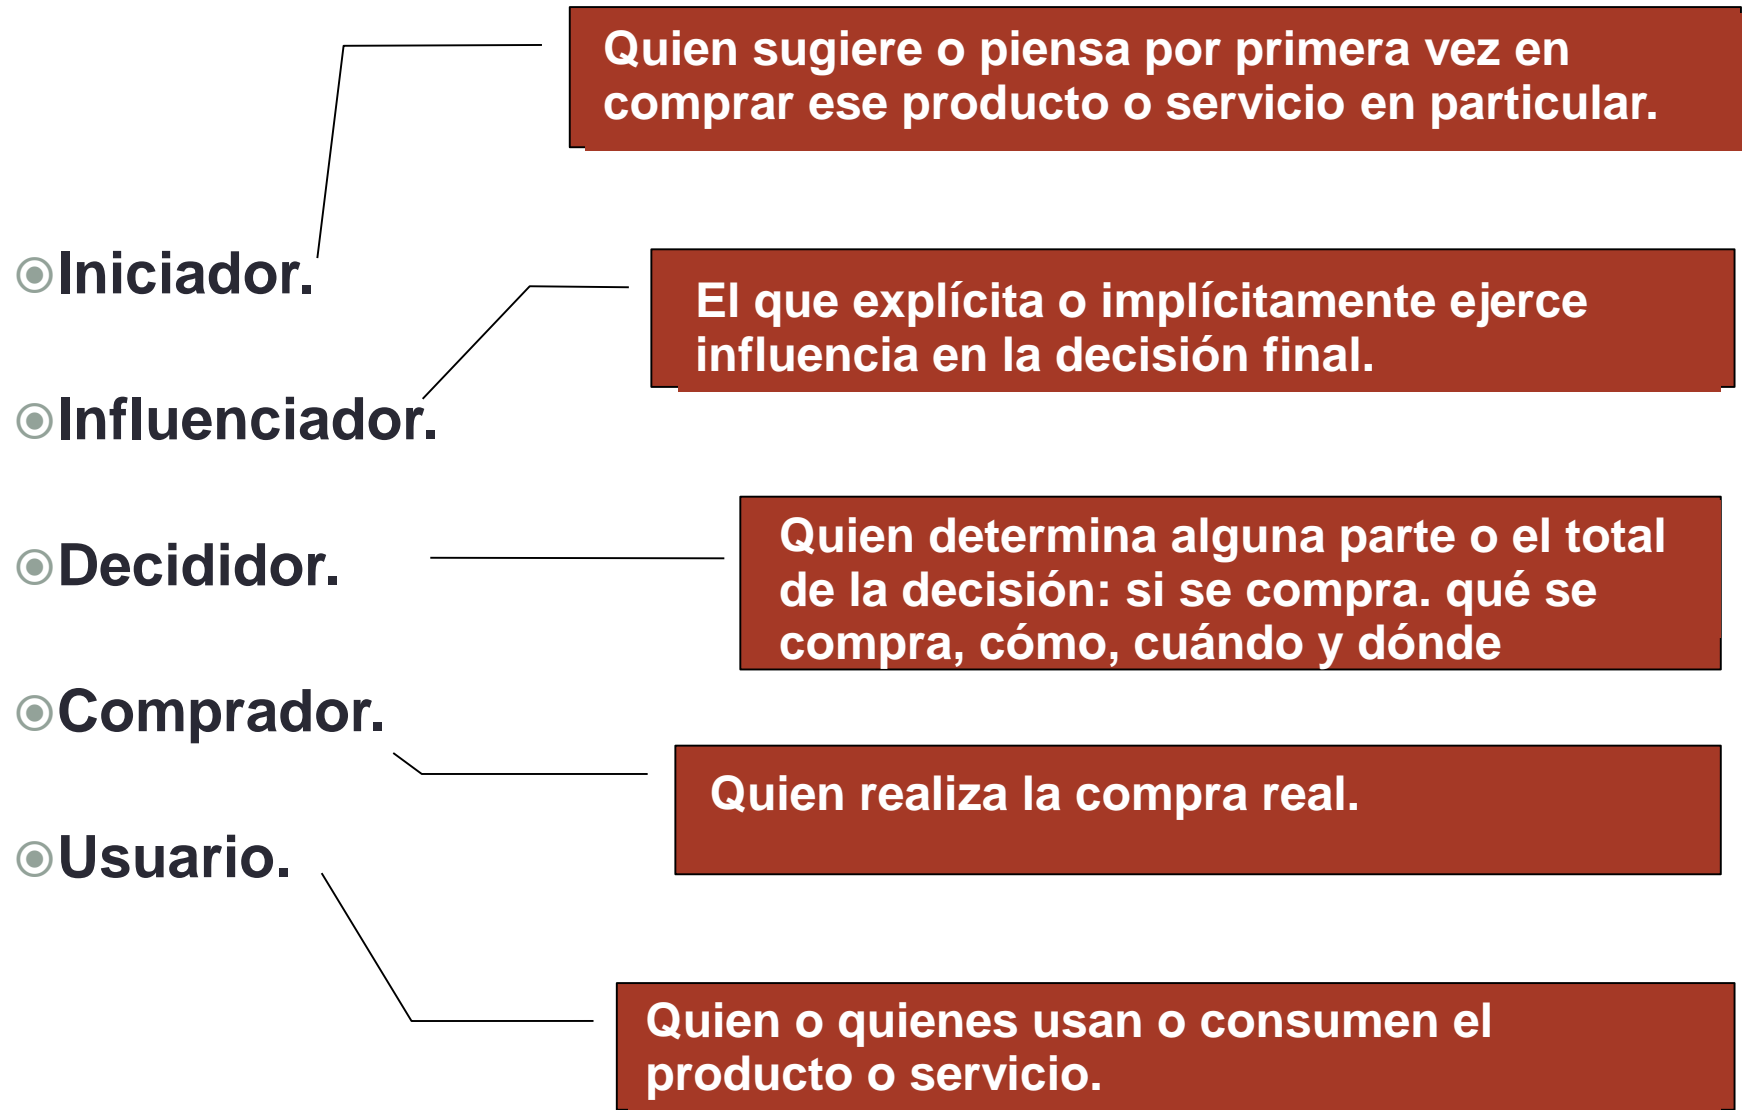 Quien sugiere o piensa por primera vez en
comprar ese producto o servicio en particular.
Iniciador.
El que explícita o implícitamente ejerce
influencia en la decisión final.
Influenciador.
Decididor.
Quien determina alguna parte o el total
de la decisión: si se compra. qué se
compra, cómo, cuándo y dónde
Comprador.
Quien realiza la compra real.
Usuario.
Quien o quienes usan o consumen el
producto o servicio.